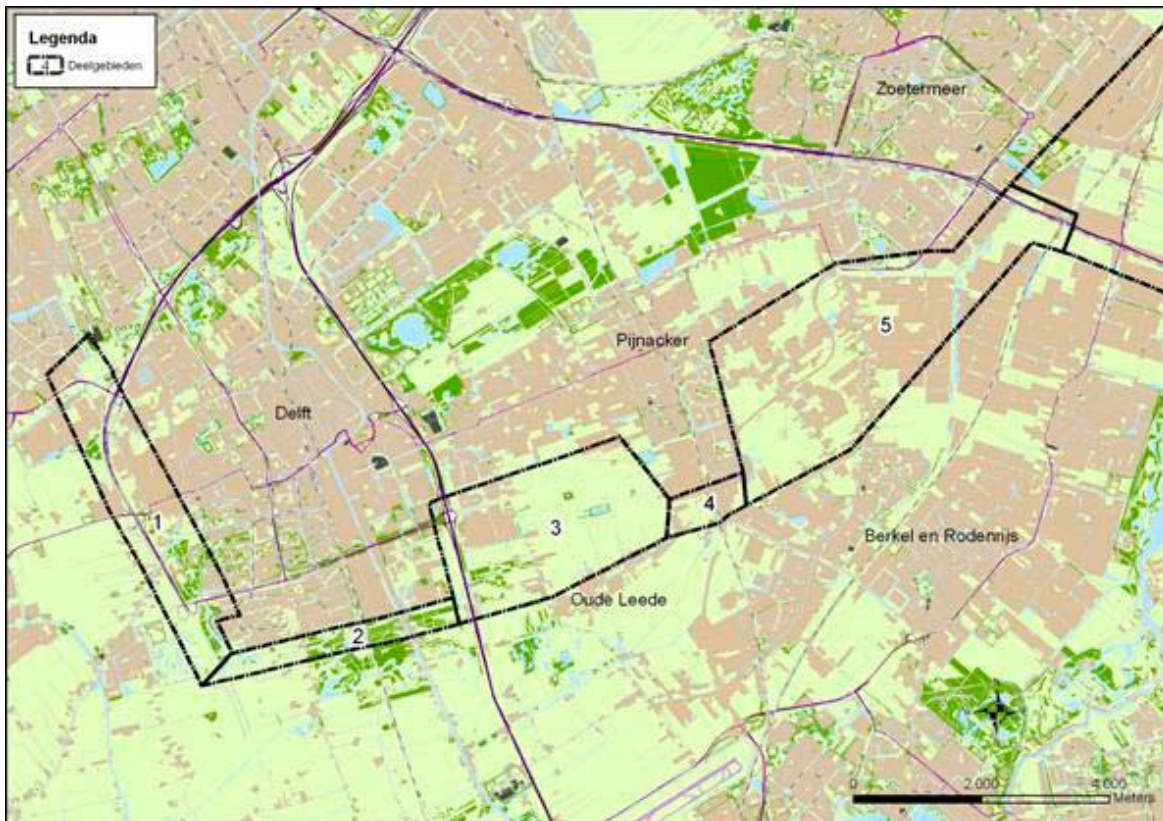 Legenda
4 Deelgebieden
Zoetermeer
5
Pijnacker
Delft
4
3
1
Berkel en Rodenrijs
Oude Leede
2
0 2.000 4.000
Meters